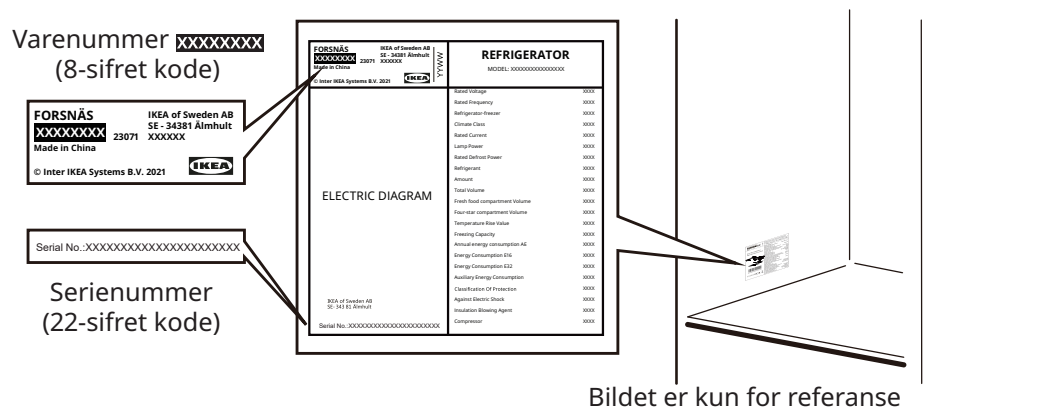 Varenummer XXXXXXXX
(8-sifret kode)
FORSNÄS
XXXXXXXX 23071
Made in China
© Inter IKEA Systems B.V. 2021
IKEA of Sweden AB
SE - 34381 Älmhult
XXXXXX
IKEA
Serial No.:XXXXXXXXXXXXXXXXXXXXXX
Serienummer
(22-sifret kode)
FORSNÄS
XXXXXXXX 23071
Made in China
© Inter IKEA Systems B.V. 2021
IKEA of Sweden AB
SE - 34381 Älmhult
XXXXXX
IKEA
YYWW
REFRIGERATOR
MODEL: XXXXXXXXXXXXXXX
ELECTRIC DIAGRAM
IKEA of Sweden AB
SE- 343 81 Älmhult
Serial No.:XXXXXXXXXXXXXXXXXXXXXX
Rated Voltage XXXX
Rated Frequency XXXX
Refrigerator-freezer XXXX
Climate Class XXXX
Rated Current XXXX
Lamp Power XXXX
Rated Defrost Power XXXX
Refrigerant XXXX
Amount XXXX
Total Volume XXXX
Fresh food compartment Volume XXXX
Four-star compartment Volume XXXX
Temperature Rise Value XXXX
Freezing Capacity XXXX
Annual energy consumption AE XXXX
Energy Consumption E16 XXXX
Energy Consumption E32 XXXX
Auxiliary Energy Consumption XXXX
Classification Of Protection XXXX
Against Electric Shock XXXX
Insulation Blowing Agent XXXX
Compressor XXXX
Bildet er kun for referanse